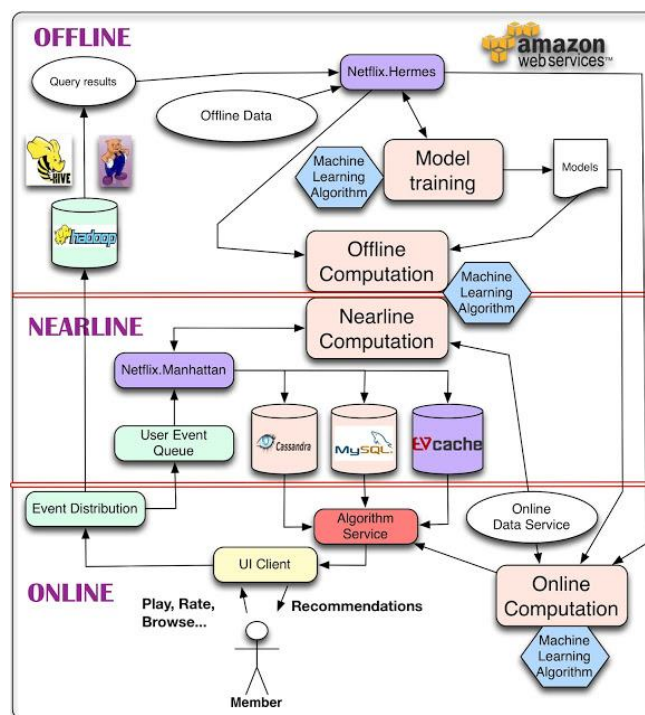 OFFLINE
amazon
web services™
Query results
Netflix.Hermes
Offline Data
HIVE
Machine
Learning
Algorithm
Model
training
Models
hadoop
Offline
Computation
Machine
Learning
Algorithm
NEARLINE
Nearline
Computation
Netflix.Manhattan
User Event
Queue
Cassandra
MySQL
EVcache
Event Distribution
Algorithm
Service
Online
Data Service
UI Client
ONLINE
Play, Rate,
Browse...
Recommendations
Online
Computation
Machine
Learning
Algorithm
Member